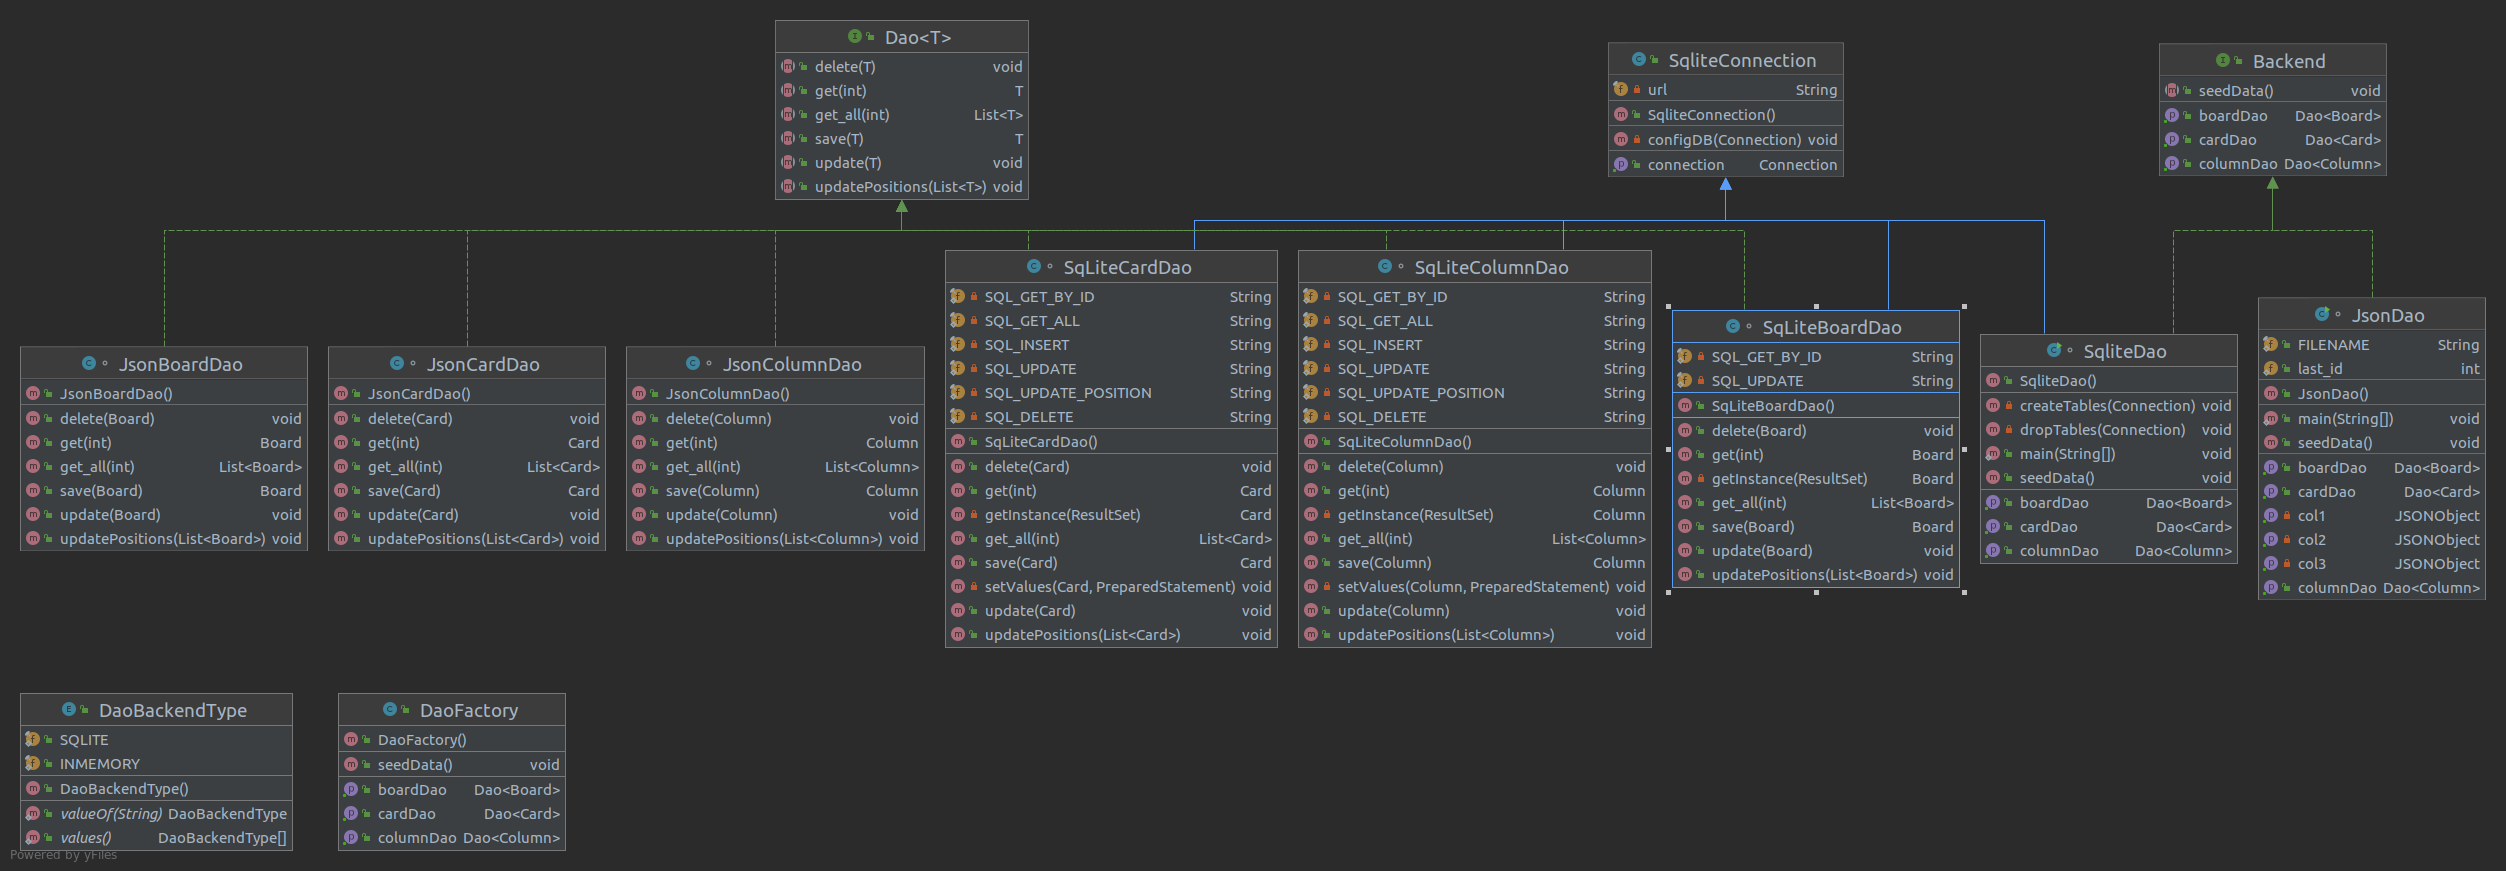 Dao<T>
delete(T) void
get(int) T
get_all(int) List<T>
save(T) T
update(T) void
updatePositions(List<T>) void
SqliteConnection
url String
SqliteConnection()
configDB(Connection) void
connection Connection
Backend
seedData() void
boardDao Dao<Board>
cardDao Dao<Card>
columnDao Dao<Column>
JsonBoardDao
JsonBoardDao()
delete(Board) void
get(int) Board
get_all(int) List<Board>
save(Board) Board
update(Board) void
updatePositions(List<Board>) void
JsonCardDao
JsonCardDao()
delete(Card) void
get(int) Card
get_all(int) List<Card>
save(Card) Card
update(Card) void
updatePositions(List<Card>) void
JsonColumnDao
JsonColumnDao()
delete(Column) void
get(int) Column
get_all(int) List<Column>
save(Column) Column
update(Column) void
updatePositions(List<Column>) void
SqLiteCardDao
SQL_GET_BY_ID String
SQL_GET_ALL String
SQL_INSERT String
SQL_UPDATE String
SQL_UPDATE_POSITION String
SQL_DELETE String
SqLiteCardDao()
delete(Card) void
get(int) Card
getInstance(ResultSet) Card
get_all(int) List<Card>
save(Card) Card
setValues(Card, PreparedStatement) void
update(Card) void
updatePositions(List<Card>) void
SqLiteColumnDao
SQL_GET_BY_ID String
SQL_GET_ALL String
SQL_INSERT String
SQL_UPDATE String
SQL_UPDATE_POSITION String
SQL_DELETE String
SqLiteColumnDao()
delete(Column) void
get(int) Column
getInstance(ResultSet) Column
get_all(int) List<Column>
save(Column) Column
setValues(Column, PreparedStatement) void
update(Column) void
updatePositions(List<Column>) void
SqLiteBoardDao
SQL_GET_BY_ID String
SQL_UPDATE String
SqLiteBoardDao()
delete(Board) void
get(int) Board
getInstance(ResultSet) Board
get_all(int) List<Board>
save(Board) Board
update(Board) void
updatePositions(List<Board>) void
SqliteDao
SqliteDao()
createTables(Connection) void
dropTables(Connection) void
main(String[]) void
seedData() void
boardDao Dao<Board>
cardDao Dao<Card>
columnDao Dao<Column>
JsonDao
FILENAME String
last_id int
JsonDao()
main(String[]) void
seedData() void
boardDao Dao<Board>
cardDao Dao<Card>
col1 JSONObject
col2 JSONObject
col3 JSONObject
columnDao Dao<Column>
DaoBackendType
SQLITE
INMEMORY
DaoBackendType()
valueOf(String) DaoBackendType
values() DaoBackendType[]
DaoFactory
DaoFactory()
seedData() void
boardDao Dao<Board>
cardDao Dao<Card>
columnDao Dao<Column>
Powered by yFiles